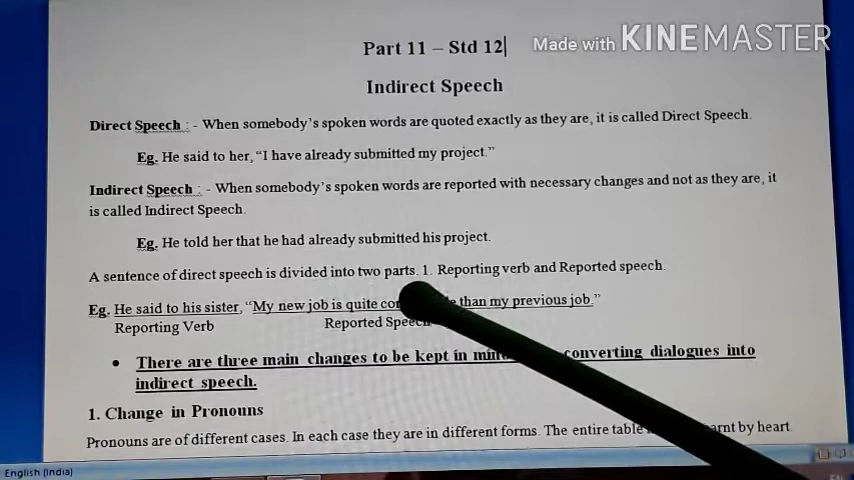 Part 11 – Std 12
Made with KINEMASTER
Indirect Speech
Direct Speech : - When somebody's spoken words are quoted exactly as they are, it is called Direct Speech.
Eg. He said to her, "I have already submitted my project."
Indirect Speech : - When somebody's spoken words are reported with necessary changes and not as they are, it
is called Indirect Speech.
Eg. He told her that he had already submitted his project.
A sentence of direct speech is divided into two parts. 1. Reporting verb and Reported speech.
Eg. He said to his sister, "My new job is quite than my previous job."
Reporting Verb Reported Speech
• There are three main changes to be kept in converting dialogues into
indirect speech.
1. Change in Pronouns
Pronouns are of different cases. In each case they are in different forms. The entire table by heart.
English (India)